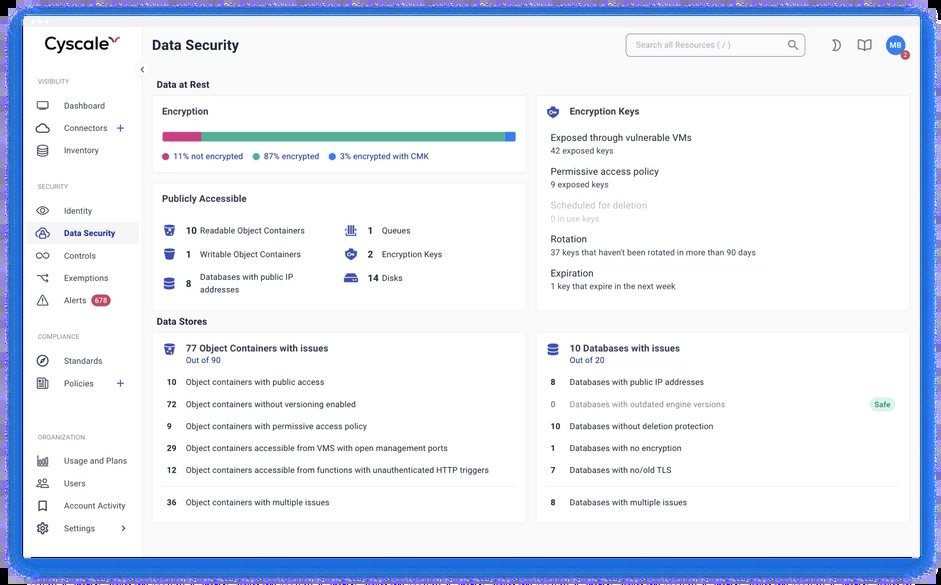 Cyscale
Data Security
Search all Resources ( / )
MB
2
VISIBILITY
Dashboard
Connectors +
Inventory
SECURITY
Identity
Data Security
Controls
Exemptions
Alerts 678
COMPLIANCE
Standards
Policies +
ORGANIZATION
Usage and Plans
Users
Account Activity
Settings
Data at Rest
Encryption
11% not encrypted 87% encrypted 3% encrypted with CMK
Publicly Accessible
10 Readable Object Containers
1 Writable Object Containers
8 Databases with public IP
addresses
1 Queues
2 Encryption Keys
14 Disks
Encryption Keys
Exposed through vulnerable VMs
42 exposed keys
Permissive access policy
9 exposed keys
Scheduled for deletion
0 in use keys
Rotation
37 keys that haven't been rotated in more than 90 days
Expiration
1 key that expire in the next week
Data Stores
77 Object Containers with issues
Out of 90
10 Object containers with public access
72 Object containers without versioning enabled
9 Object containers with permissive access policy
29 Object containers accessible from VMS with open management ports
12 Object containers accessible from functions with unauthenticated HTTP triggers
36 Object containers with multiple issues
10 Databases with issues
Out of 20
8 Databases with public IP addresses
0 Databases with outdated engine versions Safe
10 Databases without deletion protection
1 Databases with no encryption
7 Databases with no/old TLS
8 Databases with multiple issues